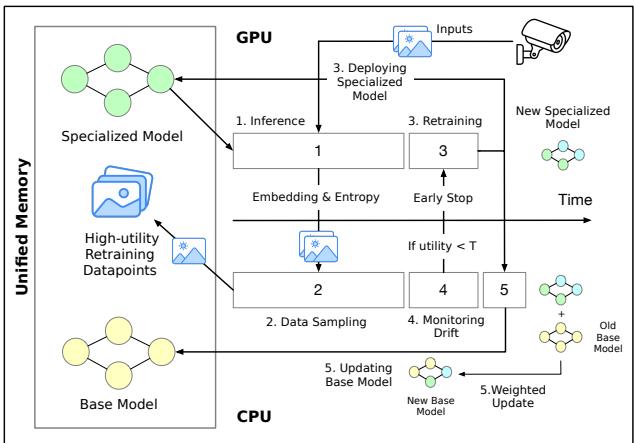 GPU
Inputs
3. Deploying
Specialized
Model
Specialized Model
1. Inference
3. Retraining
New Specialized
Model
1
3
Embedding & Entropy
Early Stop
Time
Unified Memory
High-utility
Retraining
Datapoints
If utility < T
2
4
5
2. Data Sampling
4. Monitoring
Drift
+
Old
Base
Model
5. Updating
Base Model
New Base
Model
5.Weighted
Update
Base Model
CPU